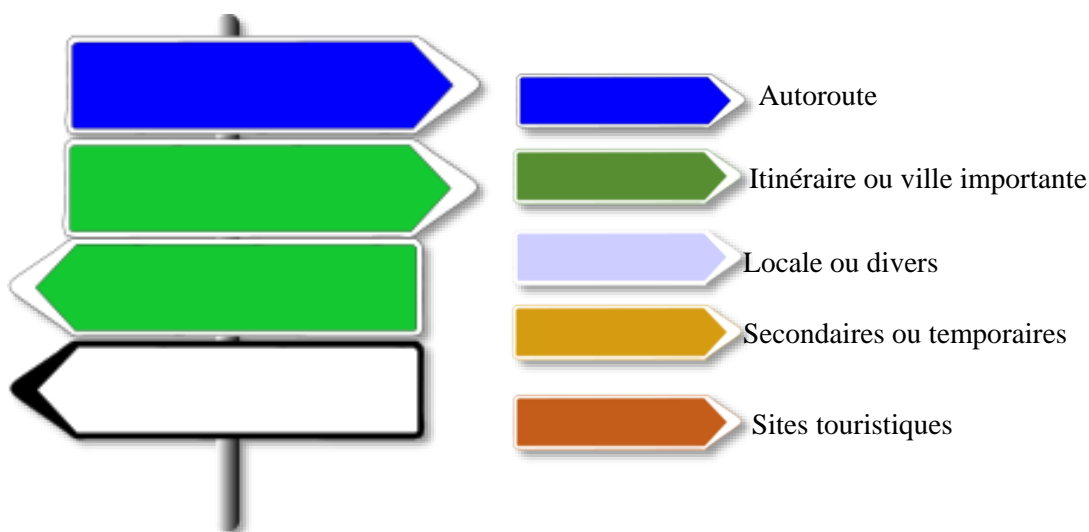 Autoroute
Itinéraire ou ville importante
Locale ou divers
Secondaires ou temporaires
Sites touristiques